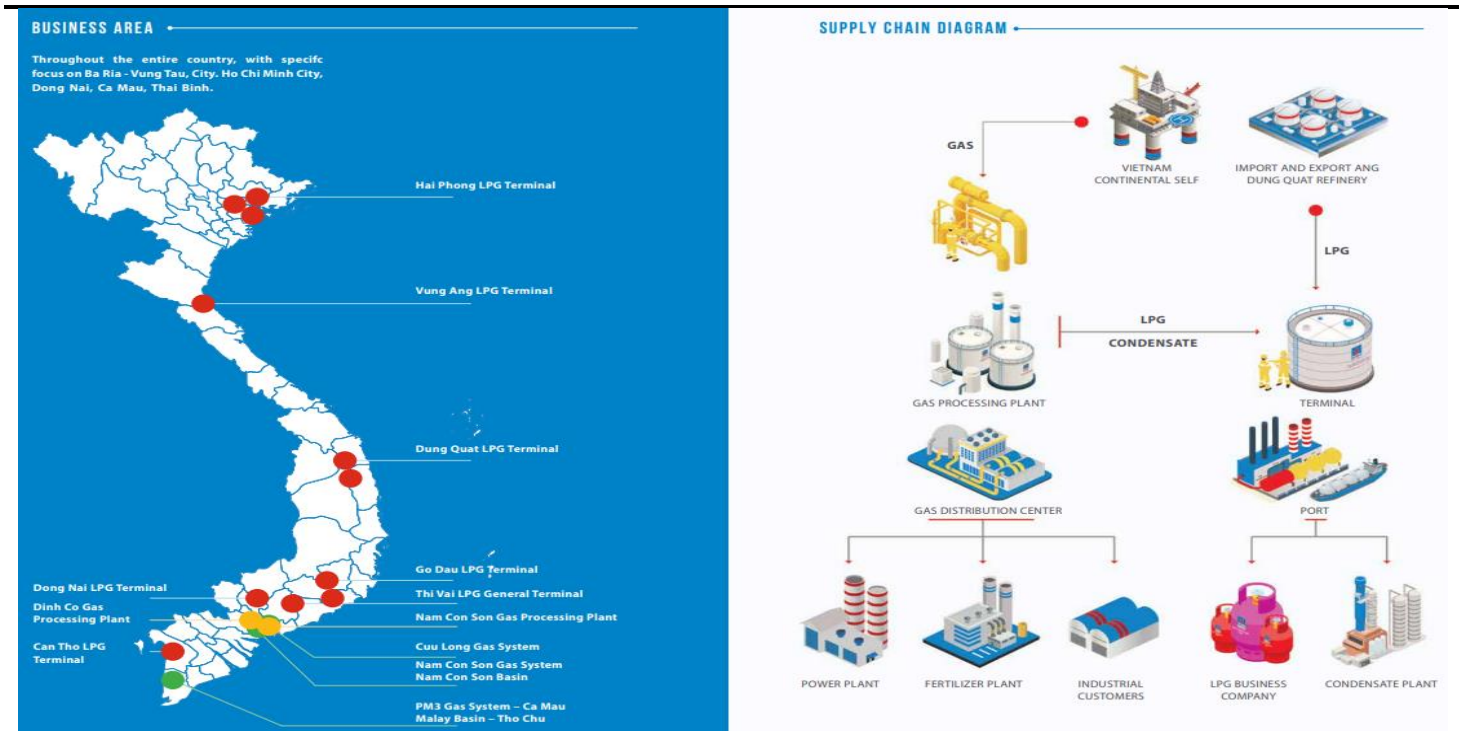 BUSINESS AREA
Throughout the entire country, with specifc
focus on Ba Ria - Vung Tau, City. Ho Chi Minh City,
Dong Nai, Ca Mau, Thai Binh.
Hai Phong LPG Terminal
Vung Ang LPG Terminal
Dung Quat LPG Terminal
Go Dau LPG Terminal
Dong Nai LPG Terminal
Thi Vai LPG General Terminal
Dinh Co Gas
Processing Plant
Nam Con Son Gas Processing Plant
Can Tho LPG
Terminal
Cuu Long Gas System
Nam Con Son Gas System
Nam Con Son Basin
PM3 Gas System – Ca Mau
Malay Basin – Tho Chu
SUPPLY CHAIN DIAGRAM
GAS
VIETNAM
CONTINENTAL SELF
IMPORT AND EXPORT ANG
DUNG QUAT REFINERY
LPG
LPG
CONDENSATE
GAS PROCESSING PLANT
TERMINAL
GAS DISTRIBUTION CENTER
PORT
POWER PLANT
FERTILIZER PLANT
INDUSTRIAL
CUSTOMERS
LPG BUSINESS
COMPANY
CONDENSATE PLANT